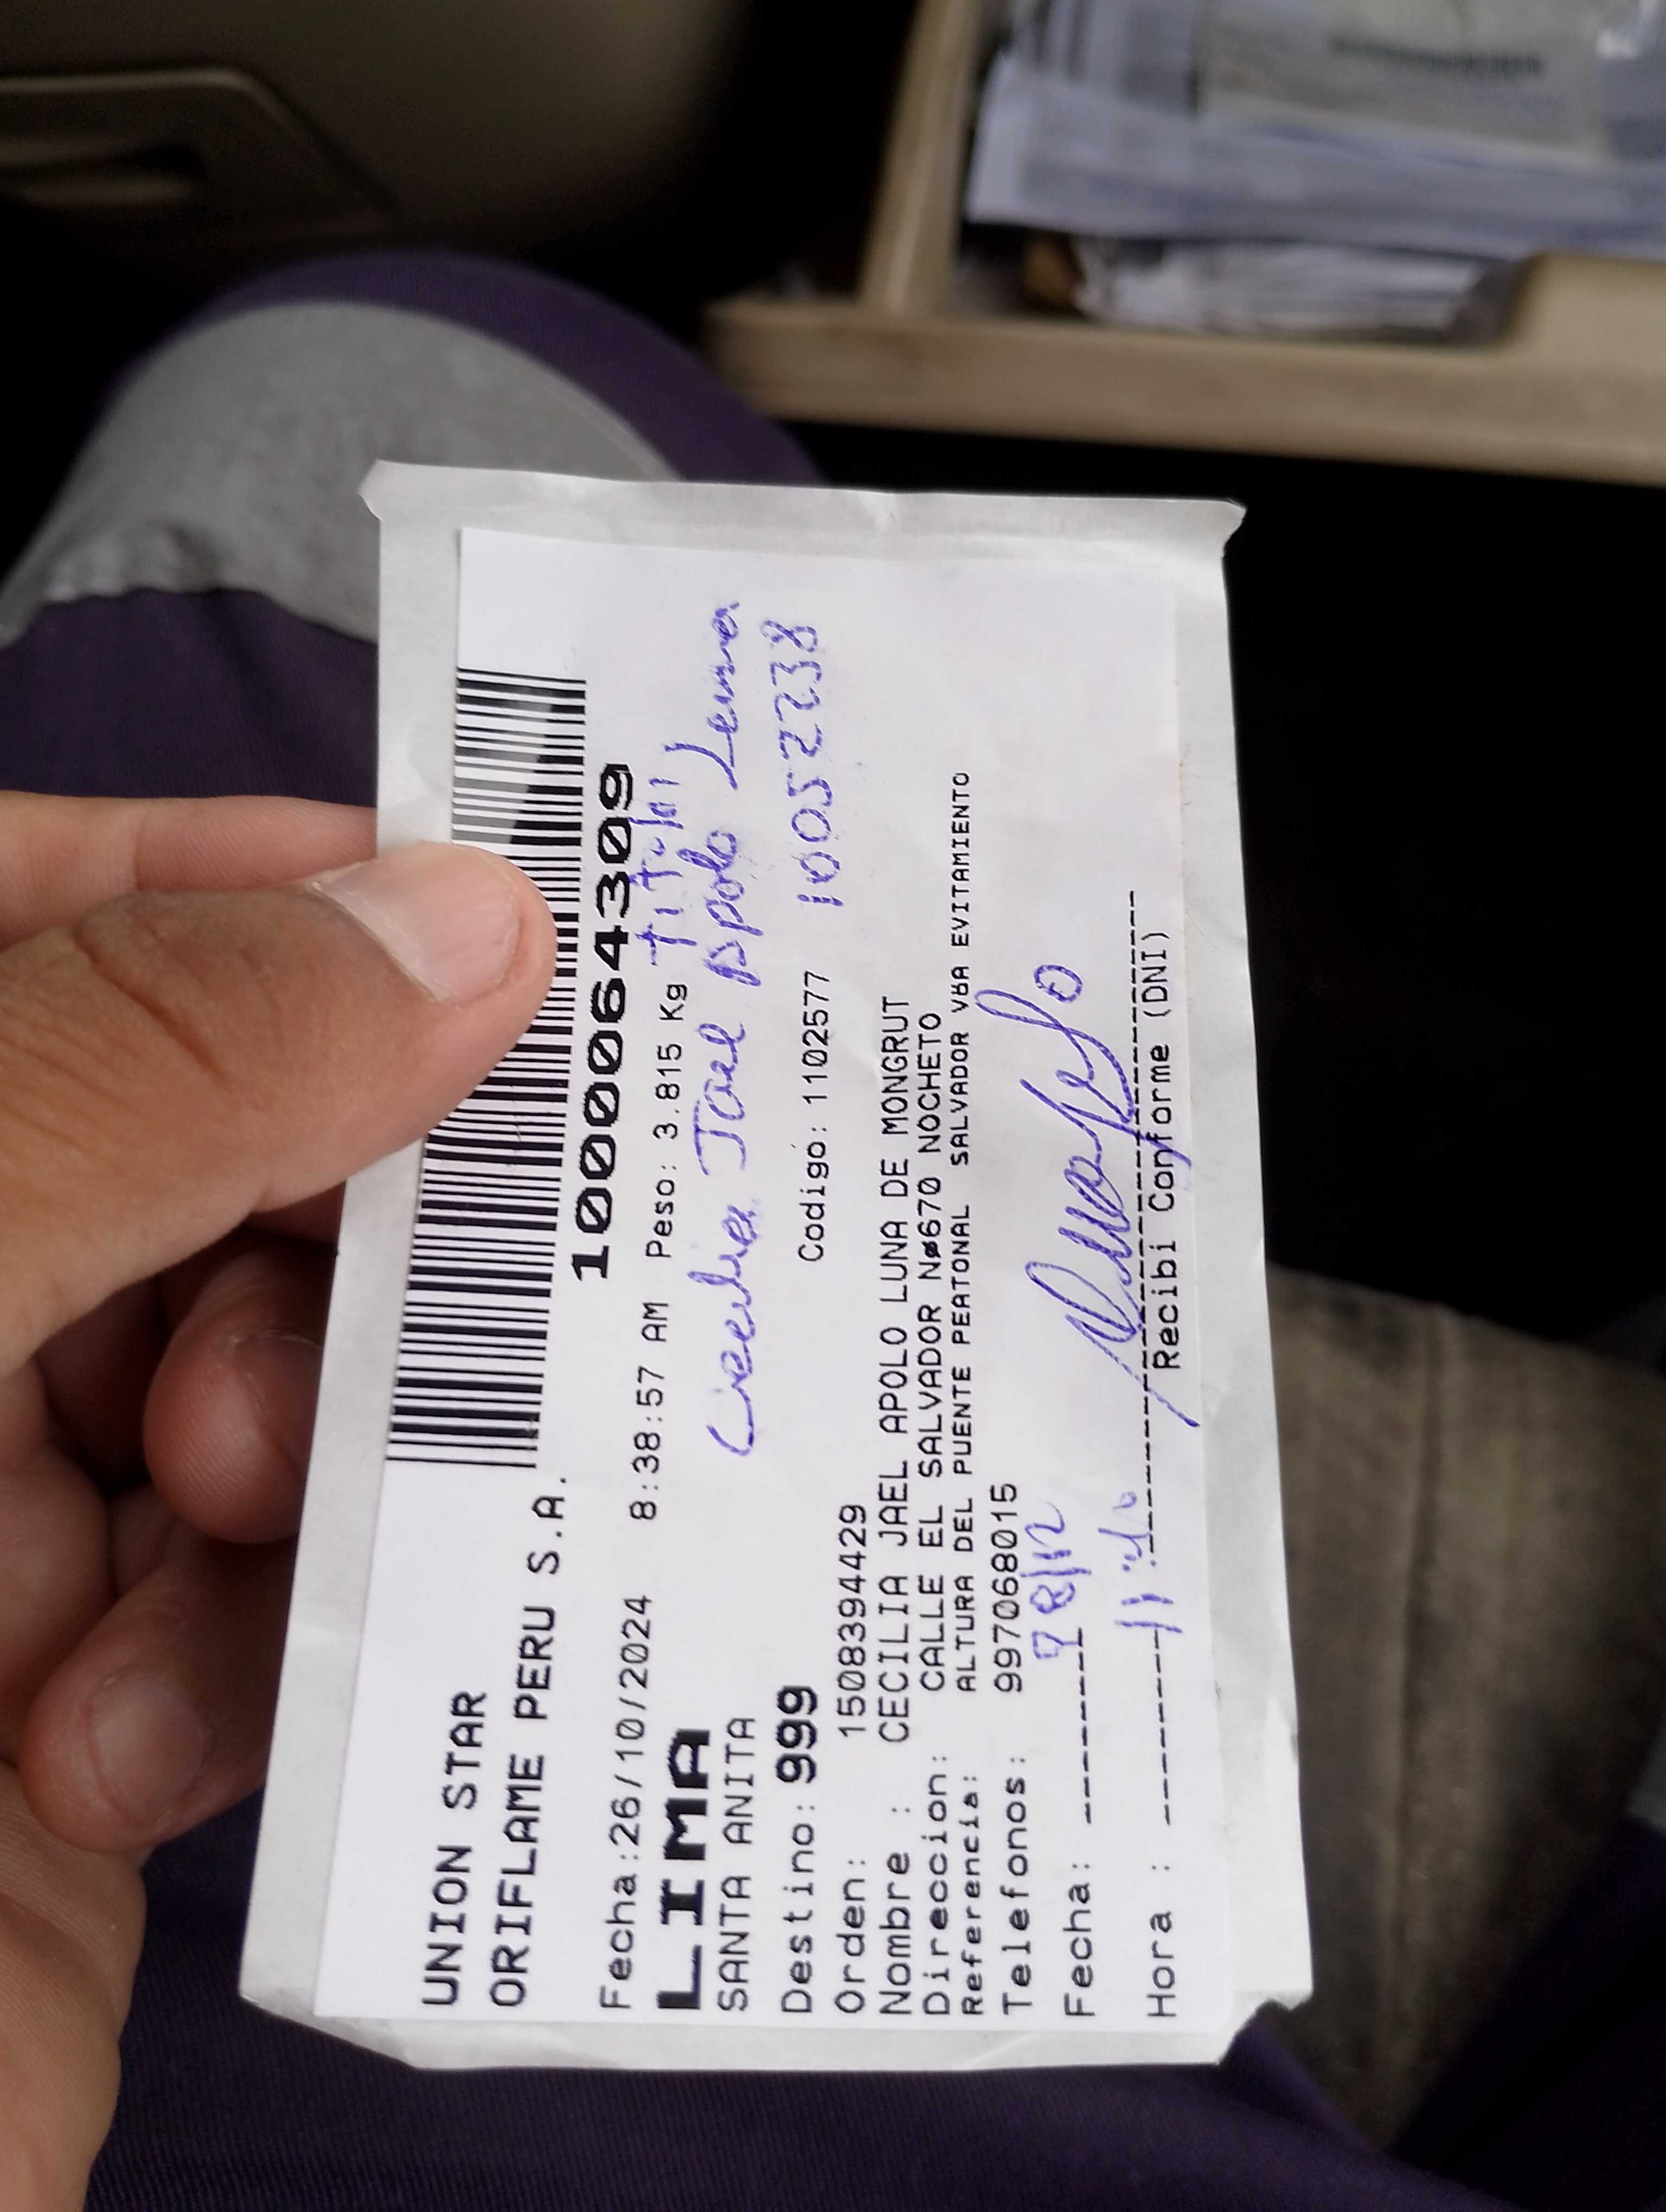 UNION STAR
ORIFLAME PERU S.A.
1000064309
Fecha:26/10/2024 8:38:57 AM Peso: 3.815 Kg titular
LIMA
Cecilia Jael Apolo Luna
SANTA ANITA
10052238
Destino: 999 Codigo: 1102577
Orden: 1508394429
Nombre : CECILIA JAEL APOLO LUNA DE MONGRUT
Direccion: CALLE EL SALVADOR Nø670 NOCHETO
Referencia: ALTURA DEL PUENTE PEATONAL SALVADOR VßA EVITAMIENTO
Telefonos: 997068015
Fecha: ---------
Hora : ---------
Recibi Conforme (DNI)